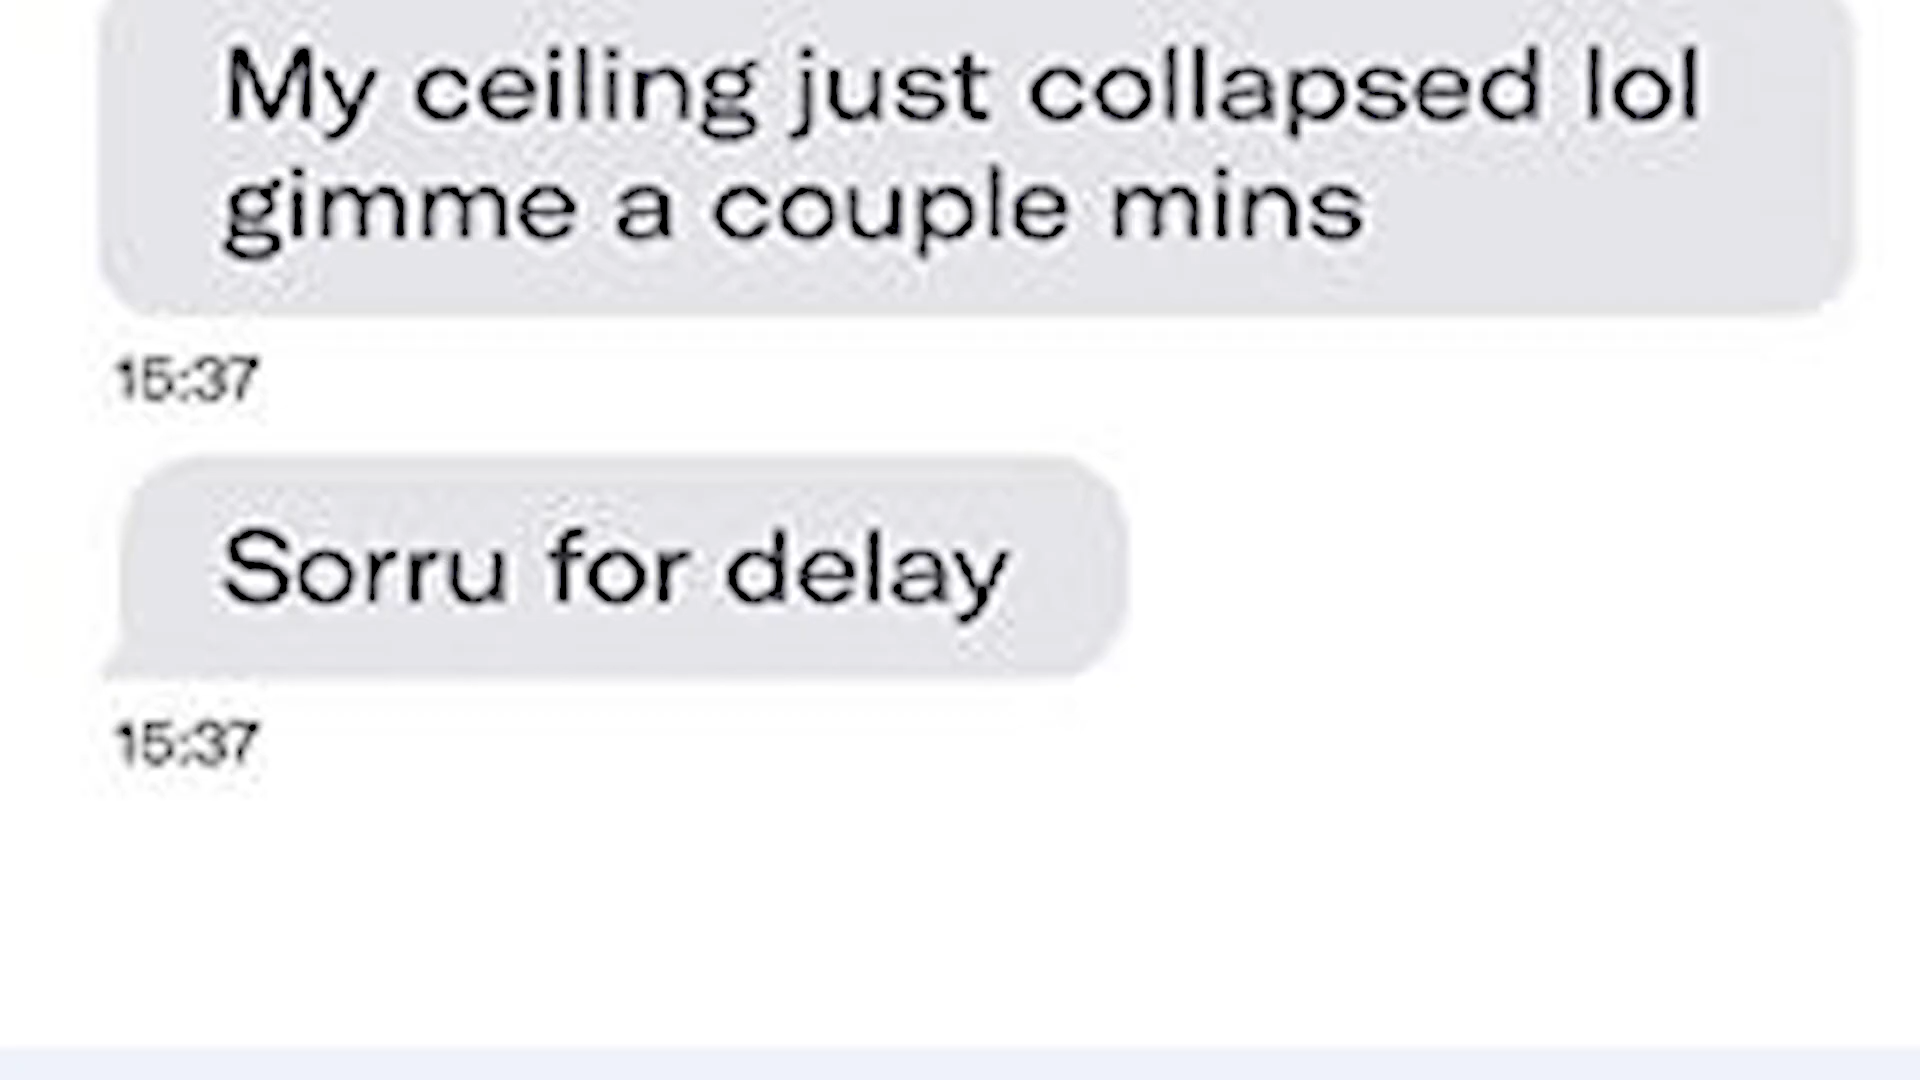 My ceiling just collapsed lol
gimme a couple mins
15:37
Sorru for delay
15:37